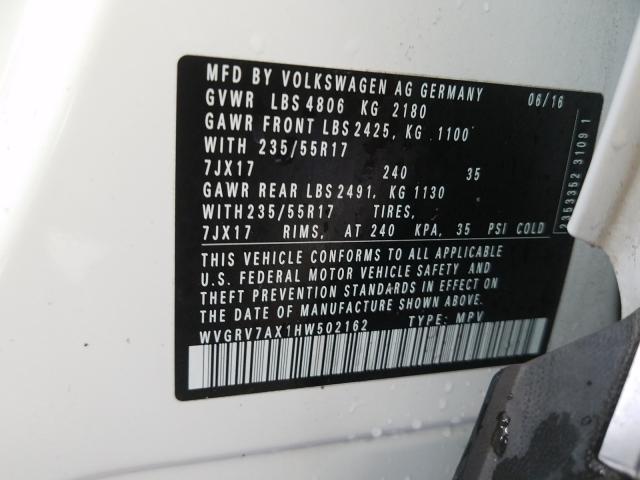 MFD BY VOLKSWAGEN AG GERMANY 06/16
GVWR LBS 4806 KG 2180
GAWR FRONT LBS 2425, KG 1100
WITH 235/55R17
7JX17 240 35
GAWR REAR LBS 2491, KG 1130
WITH235/55R17 TIRES,
7JX17 RIMS, AT 240 KPA, 35 PSI COLD
THIS VEHICLE CONFORMS TO ALL APPLICABLE
U.S. FEDERAL MOTOR VEHICLE SAFETY AND
THEFT PREVENTION STANDARDS IN EFFECT ON
THE DATE OF MANUFACTURE SHOWN ABOVE.
WVGRV7AX1HW502162 TYPE: MPV
2353352 3109 1